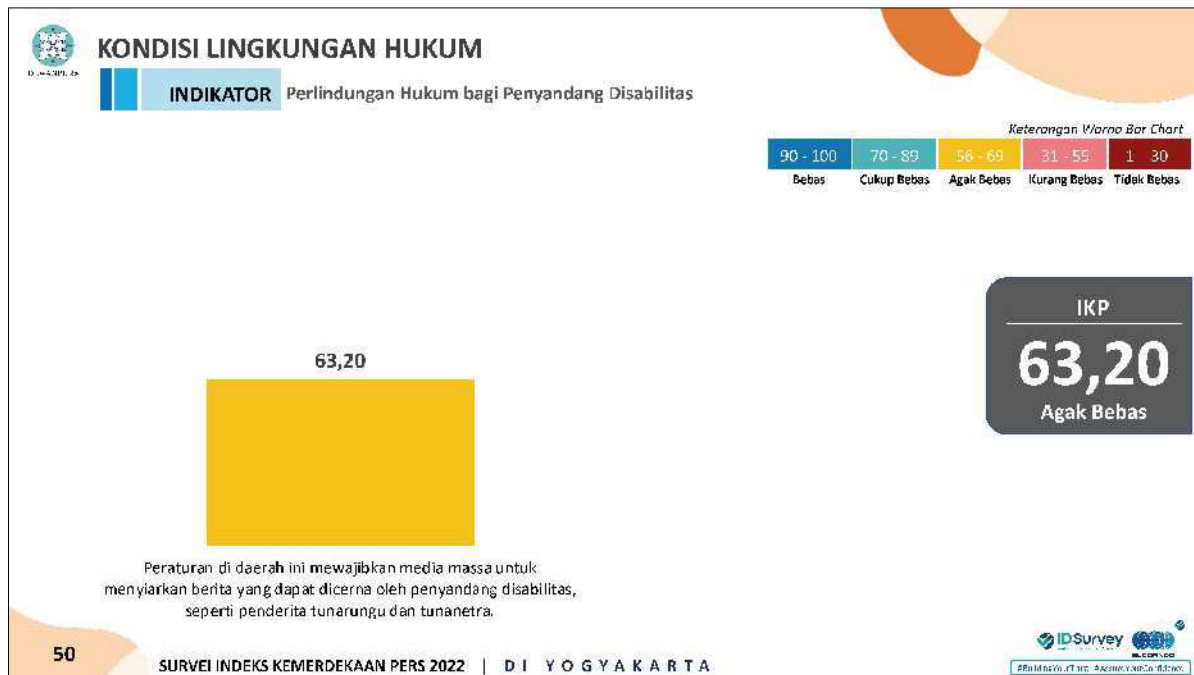 KONDISI LINGKUNGAN HUKUM
INDIKATOR Perlindungan Hukum bagi Penyandang Disabilitas
Keterangan Warna Bar Chart
90 - 100 70 - 89 56 - 69 31 - 55 1 30
Bebas Cukup Bebas Agak Bebas Kurang Bebas Tidak Bebas
IKP
63,20
Agak Bebas
63,20
Peraturan di daerah ini mewajibkan media massa untuk
menyiarkan berita yang dapat dicerna oleh penyandang disabilitas,
seperti penderita tunarungu dan tunanetra.
50
SURVEI INDEKS KEMERDEKAAN PERS 2022 | DI YOGYAKARTA
IDSurvey